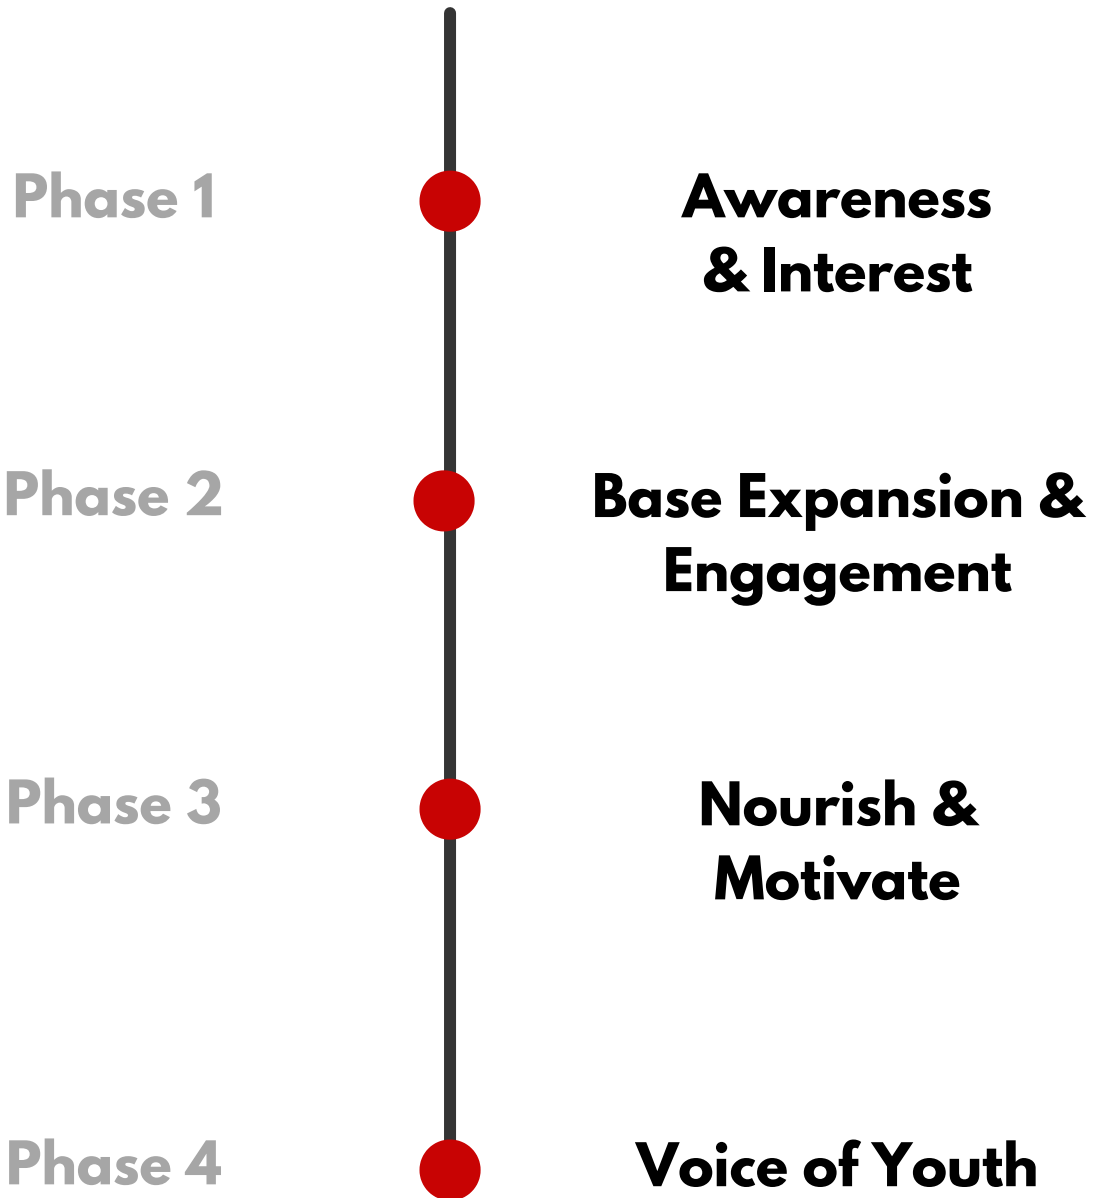 Phase 1
Awareness
& Interest
Phase 2
Base Expansion &
Engagement
Phase 3
Nourish &
Motivate
Phase 4
Voice of Youth